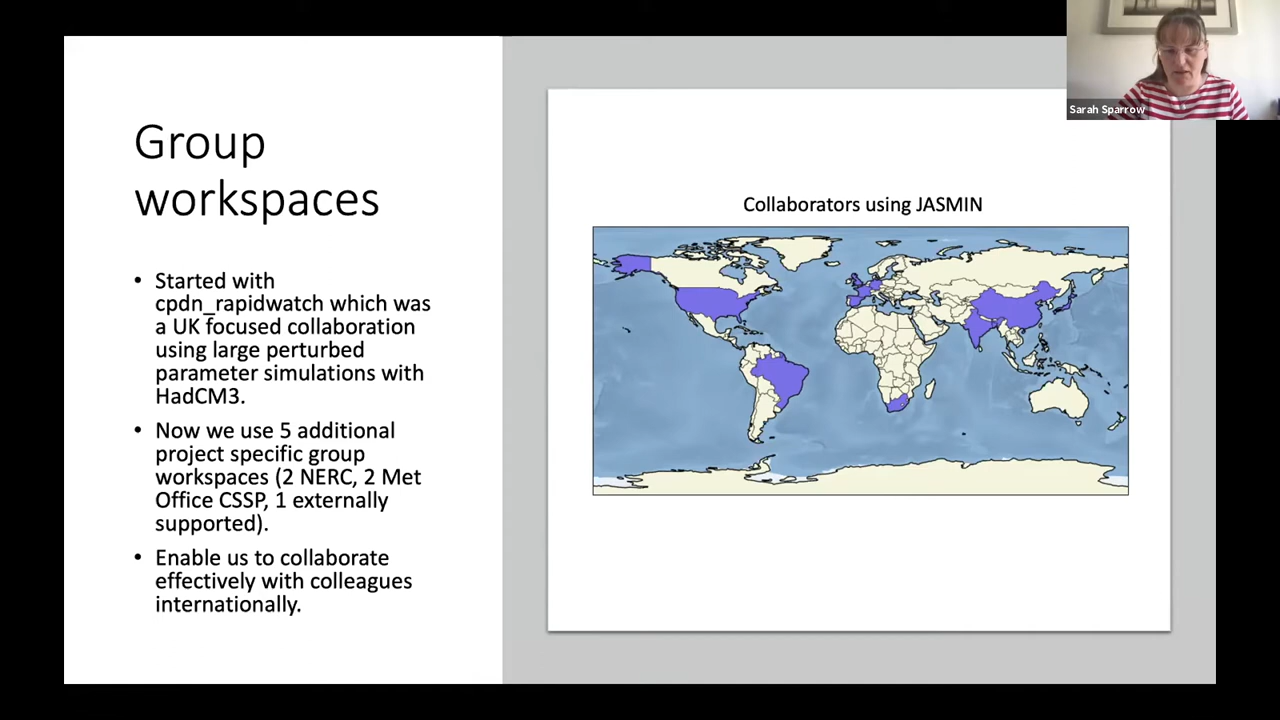 Group
workspaces
• Started with
cpdn_rapidwatch which was
a UK focused collaboration
using large perturbed
parameter simulations with
HadCM3.
• Now we use 5 additional
project specific group
workspaces (2 NERC, 2 Met
Office CSSP, 1 externally
supported).
• Enable us to collaborate
effectively with colleagues
internationally.
Collaborators using JASMIN
Sarah Sparrow